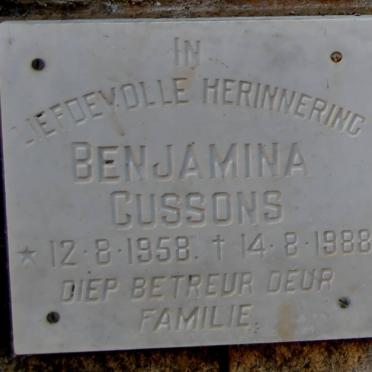 IN
LIEFDEVOLLE HERINNERING
BENJAMINA
CUSSONS
* 12·8·1958. † 14·8·1988
DIEP BETREUR DEUR
FAMILIE